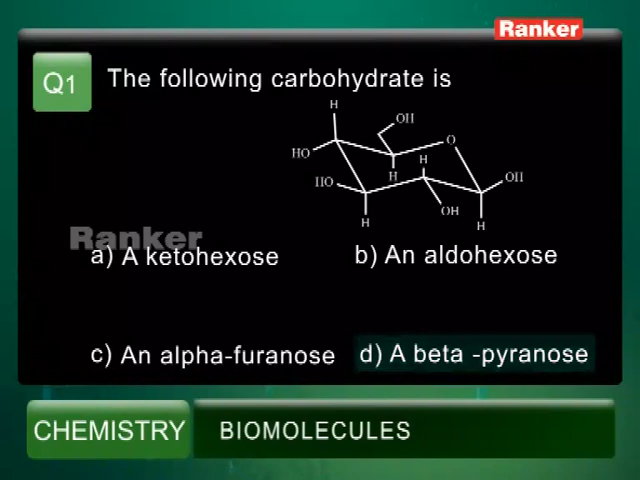 Ranker
Q1 The following carbohydrate is
H
OH
HO
O
H
H
HO
OH
OH
H
H
Ranker
a) A ketohexose b) An aldohexose
c) An alpha-furanose d) A beta -pyranose
CHEMISTRY BIOMOLECULES